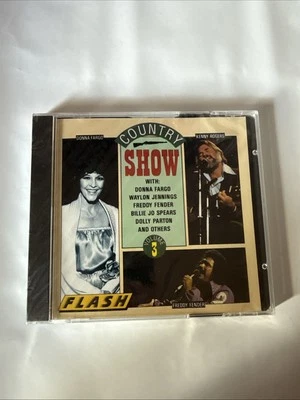 DONNA FARGO
KENNY ROGERS
COUNTRY
SHOW
WITH:
DONNA FARGO
WAYLON JENNINGS
FREDDY FENDER
BILLIE JO SPEARS
DOLLY PARTON
AND OTHERS
3
FLASH
FREDDY FENDER